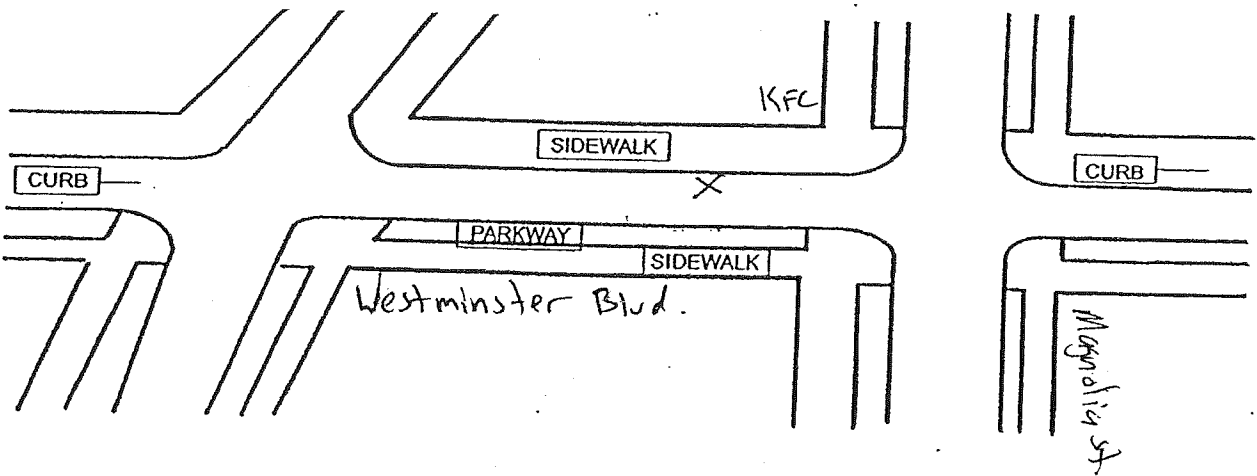 KFC
SIDEWALK
CURB
CURB
PARKWAY
SIDEWALK
Westminster Blvd.
Magnolia St